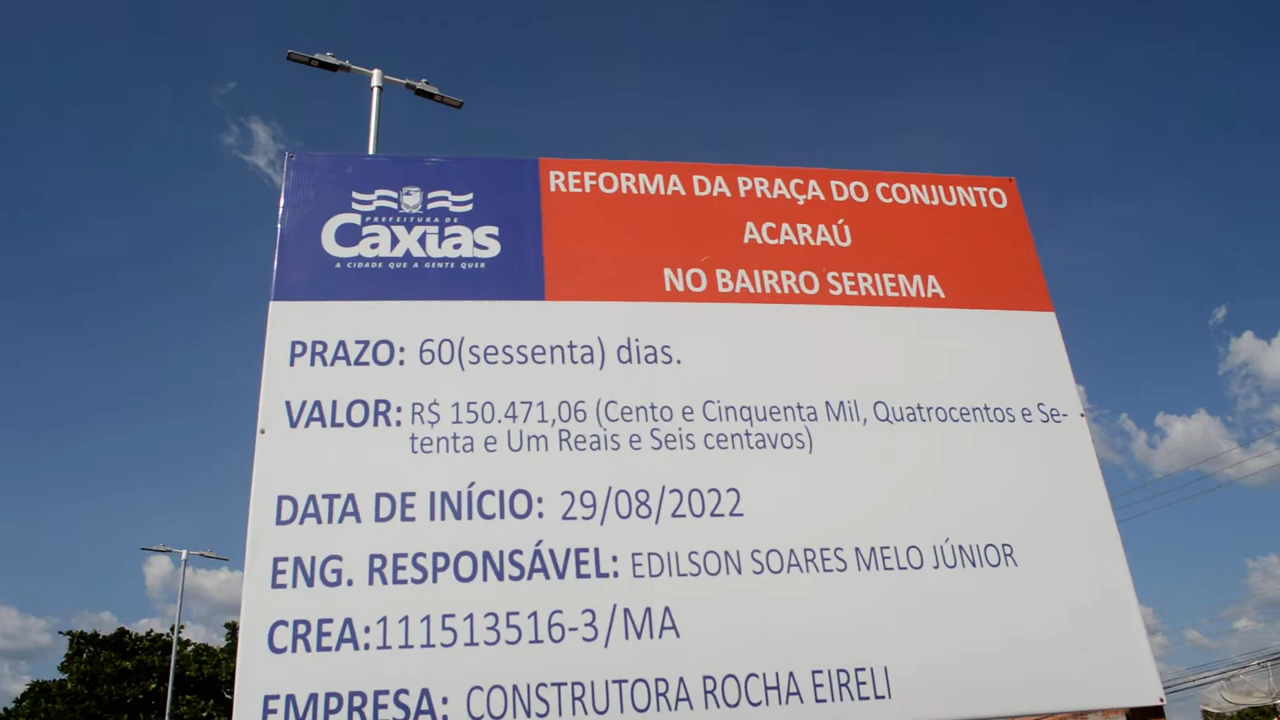 PREFEITURA DE
Caxias
A CIDADE QUE A GENTE QUER
REFORMA DA PRAÇA DO CONJUNTO
ACARAÚ
NO BAIRRO SERIEMA
PRAZO: 60(sessenta) dias.
VALOR: R$ 150.471,06 (Cento e Cinquenta Mil, Quatrocentos e Se-
tenta e Um Reais e Seis centavos)
DATA DE INÍCIO: 29/08/2022
ENG. RESPONSÁVEL: EDILSON SOARES MELO JÚNIOR
CREA:111513516-3/MA
EMPRESA: CONSTRUTORA ROCHA EIRELI